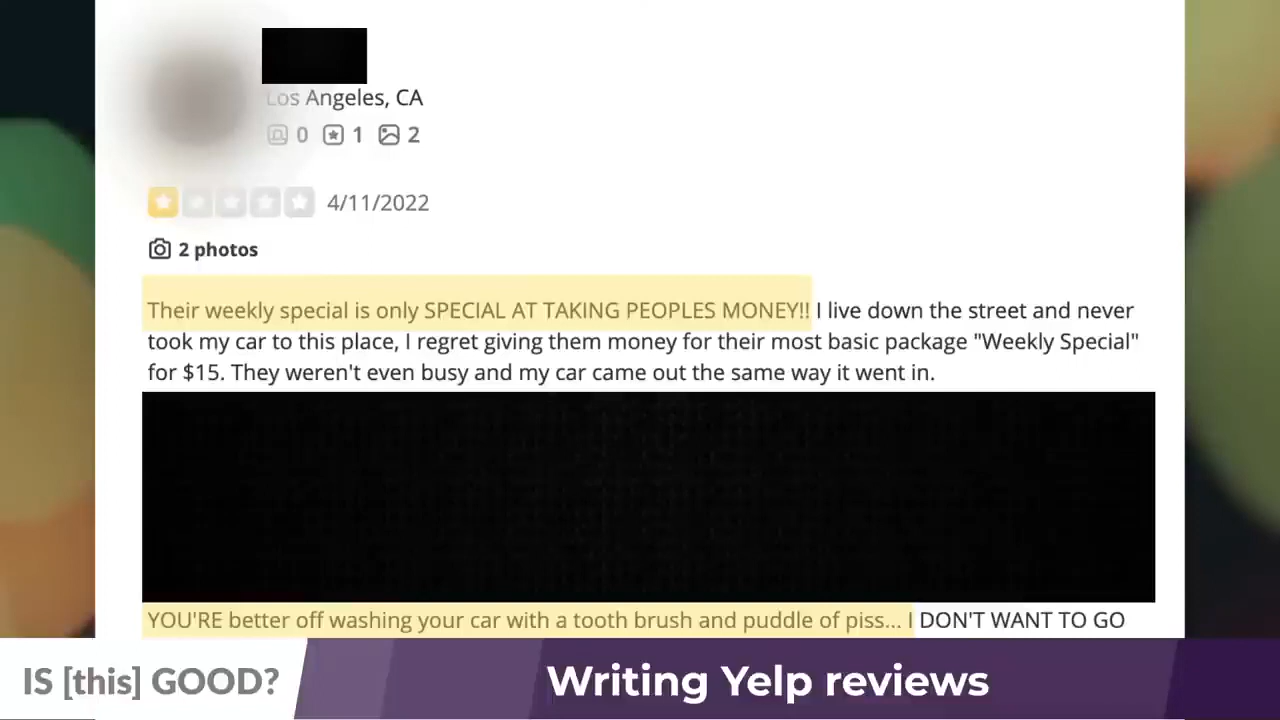 Los Angeles, CA
0 1 2
4/11/2022
2 photos
Their weekly special is only SPECIAL AT TAKING PEOPLES MONEY!! I live down the street and never
took my car to this place, I regret giving them money for their most basic package "Weekly Special"
for $15. They weren't even busy and my car came out the same way it went in.
YOU'RE better off washing your car with a tooth brush and puddle of piss... I DON'T WANT TO GO
IS [this] GOOD?
Writing Yelp reviews